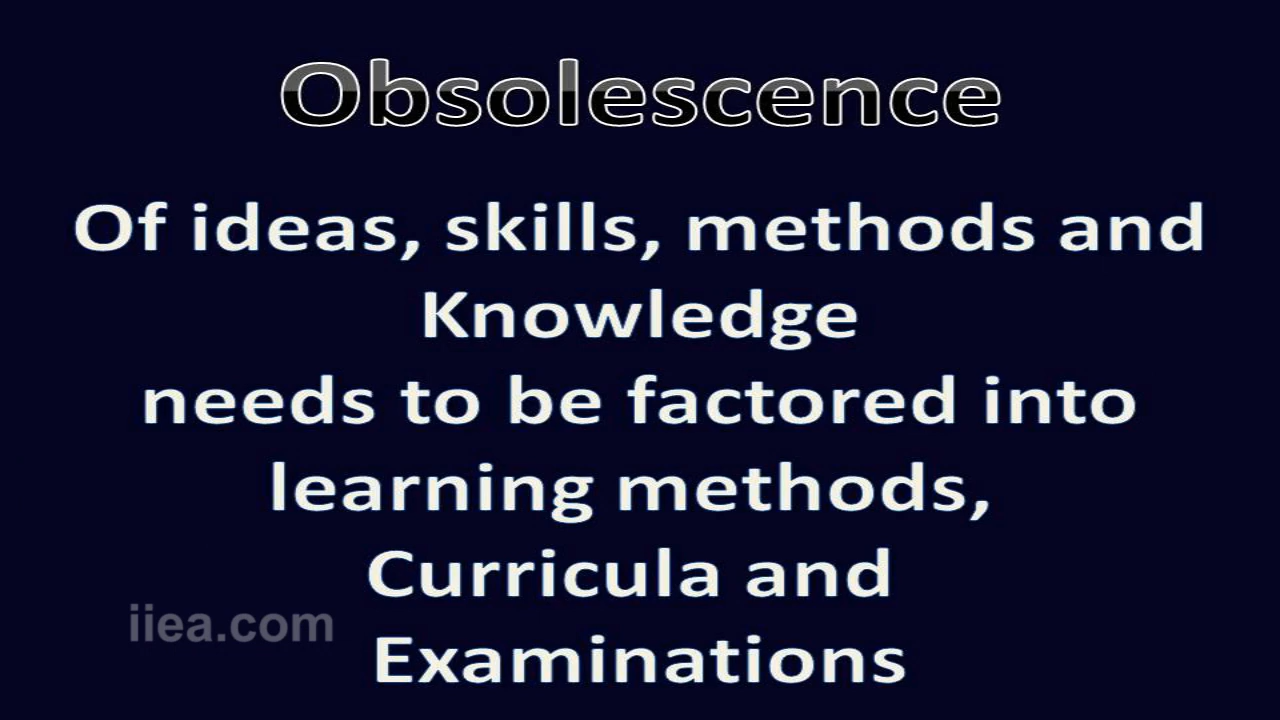 Obsolescence
Of ideas, skills, methods and
Knowledge
needs to be factored into
learning methods,
Curricula and
iiea.com
Examinations